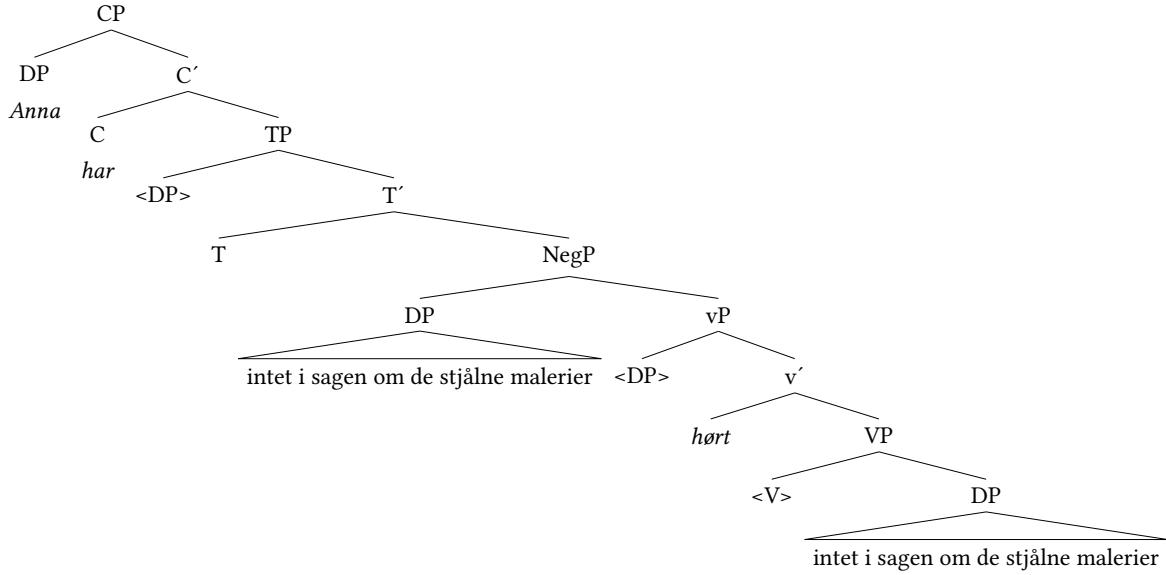 CP
DP
C´
Anna
C
TP
har
<DP>
T´
T
NegP
DP
vP
intet i sagen om de stjålne malerier
<DP>
v´
hørt
VP
<V>
DP
intet i sagen om de stjålne malerier